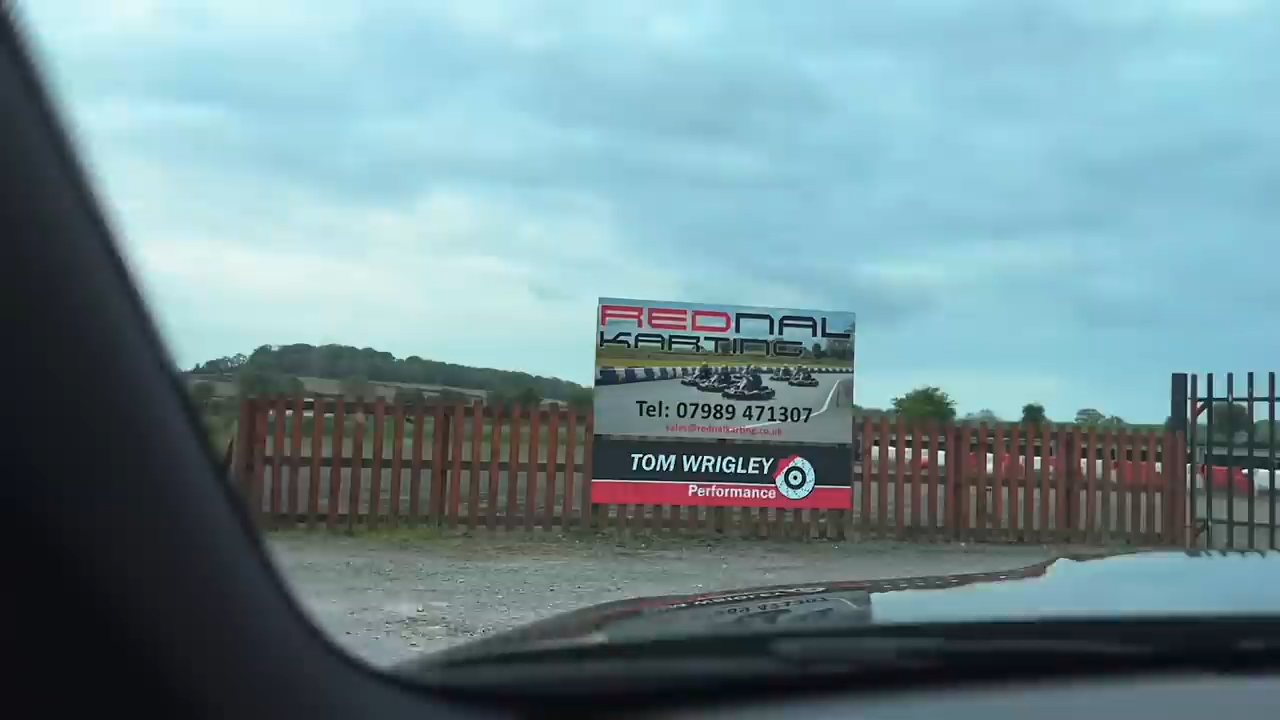 REDNAL
KARTING
Tel: 07989 471307
sales@rednalkarting.co.uk
TOM WRIGLEY
Performance